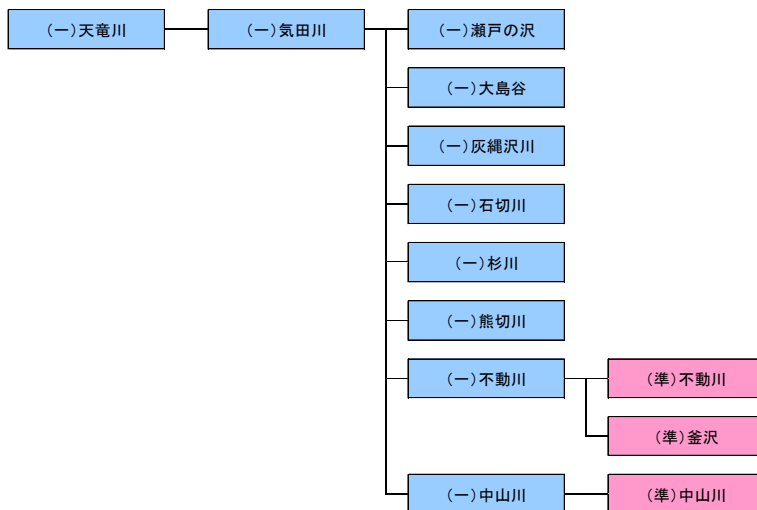 (一)天竜川
(一)気田川
(一)瀬戸の沢
(一)大島谷
(一)灰縄沢川
(一)石切川
(一)杉川
(一)熊切川
(一)不動川
(準)不動川
(準)釜沢
(一)中山川
(準)中山川